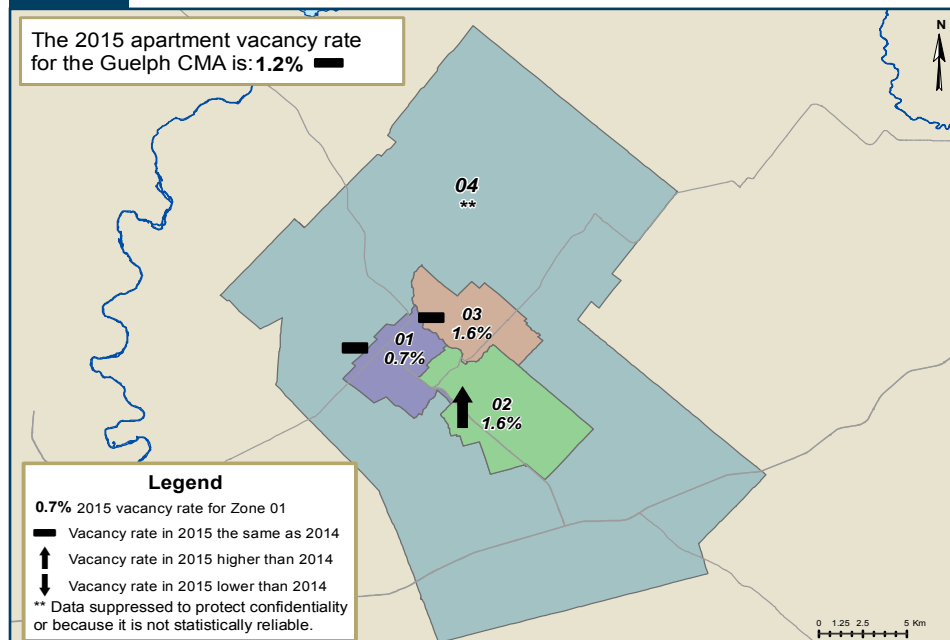 The 2015 apartment vacancy rate
for the Guelph CMA is: 1.2%
N
04
**
03
1.6%
01
0.7%
02
1.6%
Legend
0.7% 2015 vacancy rate for Zone 01
Vacancy rate in 2015 the same as 2014
Vacancy rate in 2015 higher than 2014
Vacancy rate in 2015 lower than 2014
** Data suppressed to protect confidentiality
or because it is not statistically reliable.
0 1.25 2.5 5 Km